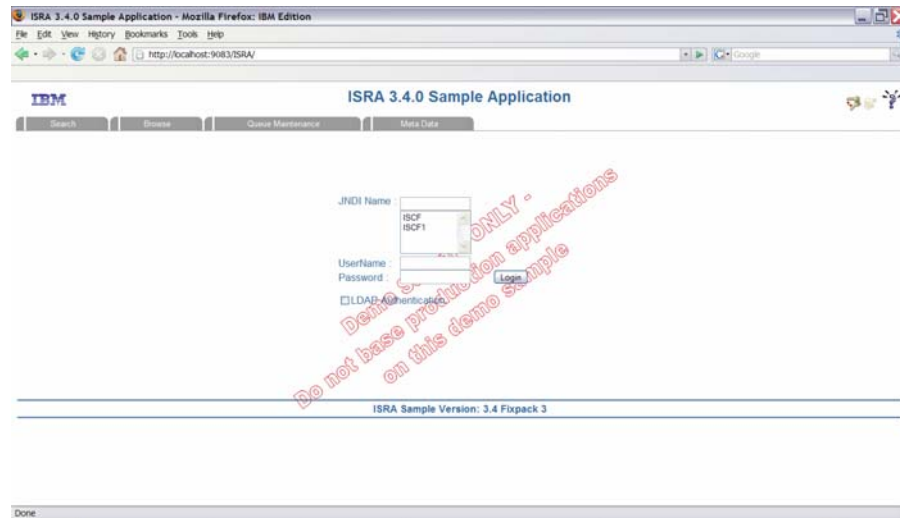 ISRA 3.4.0 Sample Application - Mozilla Firefox: IBM Edition
File Edit View History Bookmarks Tools Help
http://localhost:9083/ISRA/
Google
IBM
ISRA 3.4.0 Sample Application
Search
Browse
Queue Maintenance
Meta Data
JNDI Name :
ISCF
ISCF1
UserName :
Password :
Login
LDAP Authentication
Demo ONLY -
Do not base production applications
on this demo sample
ISRA Sample Version: 3.4 Fixpack 3
Done